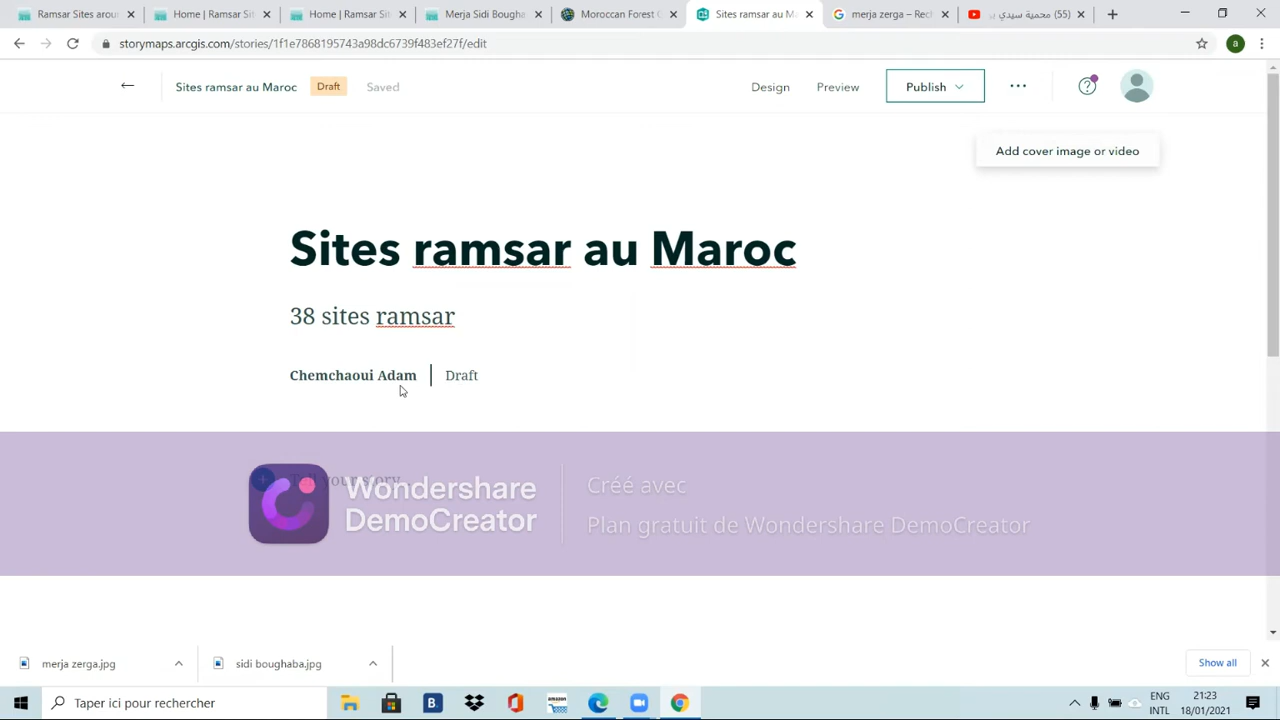 Ramsar Sites arou
Home | Ramsar Sit
Home | Ramsar Sit
Merja Sidi Bougha
Moroccan Forest C
Sites ramsar au M
merja zerga – Rech
(55) محمية سيدي ب
storymaps.arcgis.com/stories/1f1e7868195743a98dc6739f483ef27f/edit
a
Sites ramsar au Maroc
Draft
Saved
Design
Preview
Publish
Add cover image or video
Sites ramsar au Maroc
38 sites ramsar
Chemchaoui Adam
Draft
Tell your story
Wondershare
DemoCreator
Créé avec
Plan gratuit de Wondershare DemoCreator
merja zerga.jpg
sidi boughaba.jpg
Show all
Taper ici pour rechercher
B.
amazon
ENG
INTL
21:23
18/01/2021